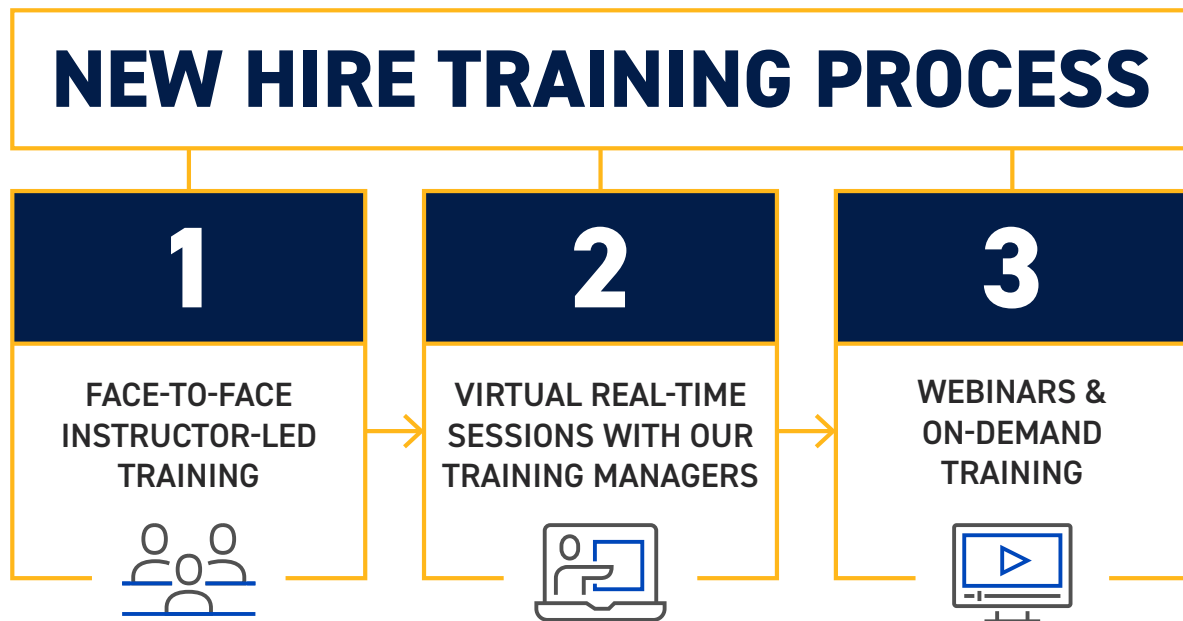 NEW HIRE TRAINING PROCESS
1
FACE-TO-FACE
INSTRUCTOR-LED
TRAINING
2
VIRTUAL REAL-TIME
SESSIONS WITH OUR
TRAINING MANAGERS
3
WEBINARS &
ON-DEMAND
TRAINING